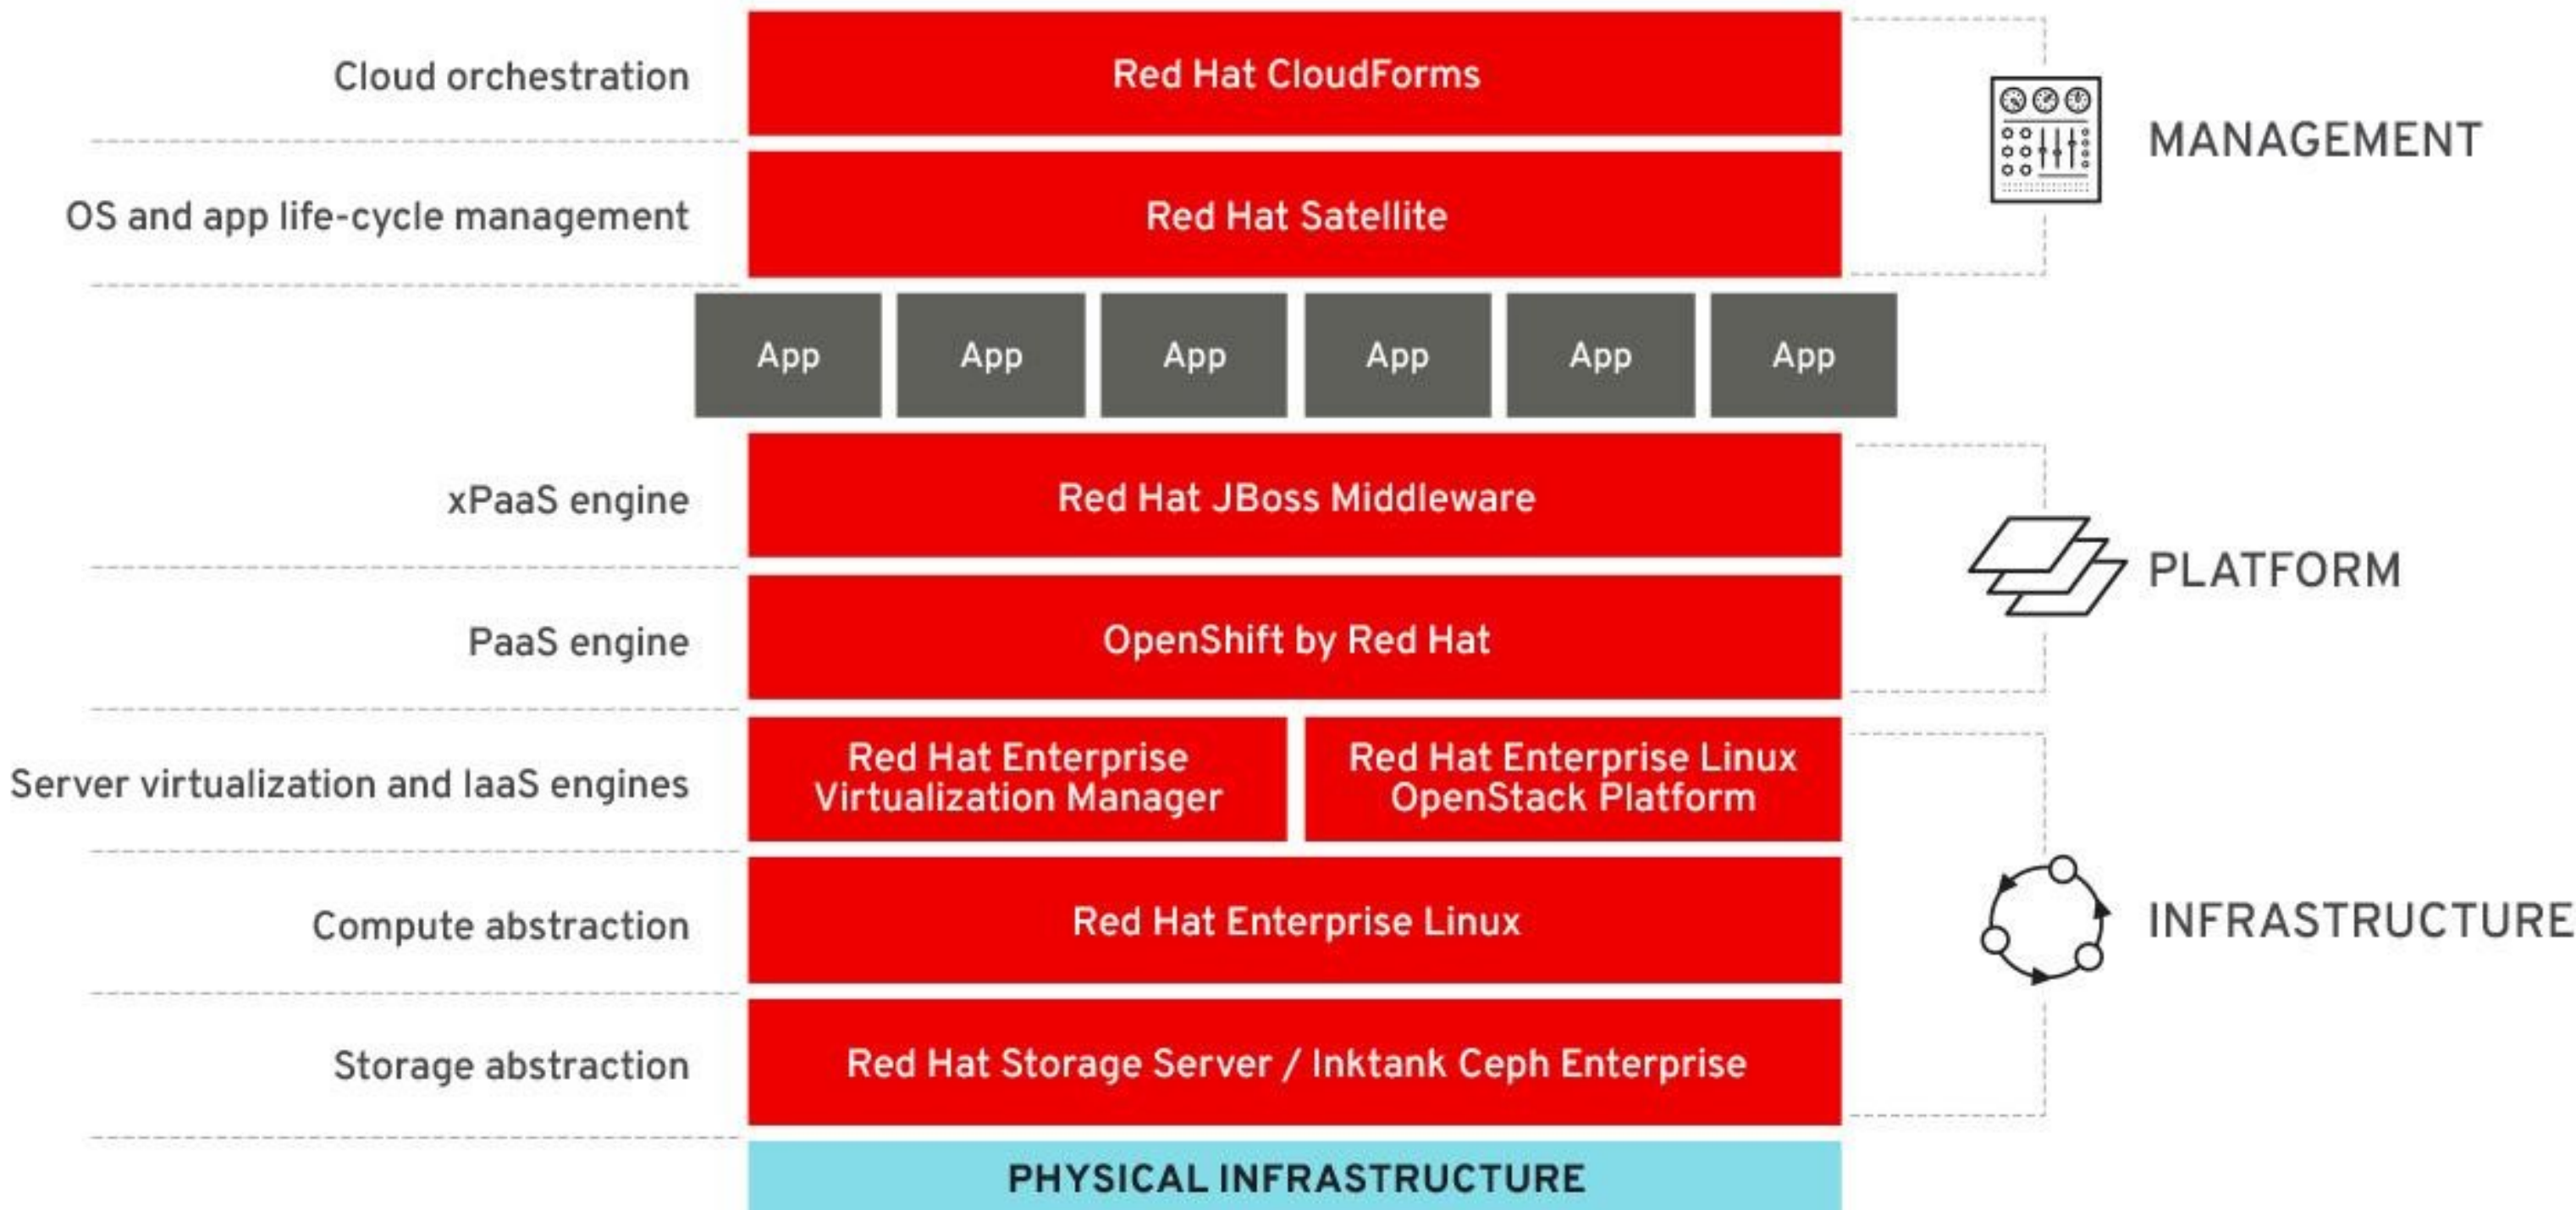 Cloud orchestration
Red Hat CloudForms
MANAGEMENT
OS and app life-cycle management
Red Hat Satellite
App App App App App App
xPaaS engine
Red Hat JBoss Middleware
PLATFORM
PaaS engine
OpenShift by Red Hat
Server virtualization and IaaS engines
Red Hat Enterprise
Virtualization Manager
Red Hat Enterprise Linux
OpenStack Platform
Compute abstraction
Red Hat Enterprise Linux
INFRASTRUCTURE
Storage abstraction
Red Hat Storage Server / Inktank Ceph Enterprise
PHYSICAL INFRASTRUCTURE